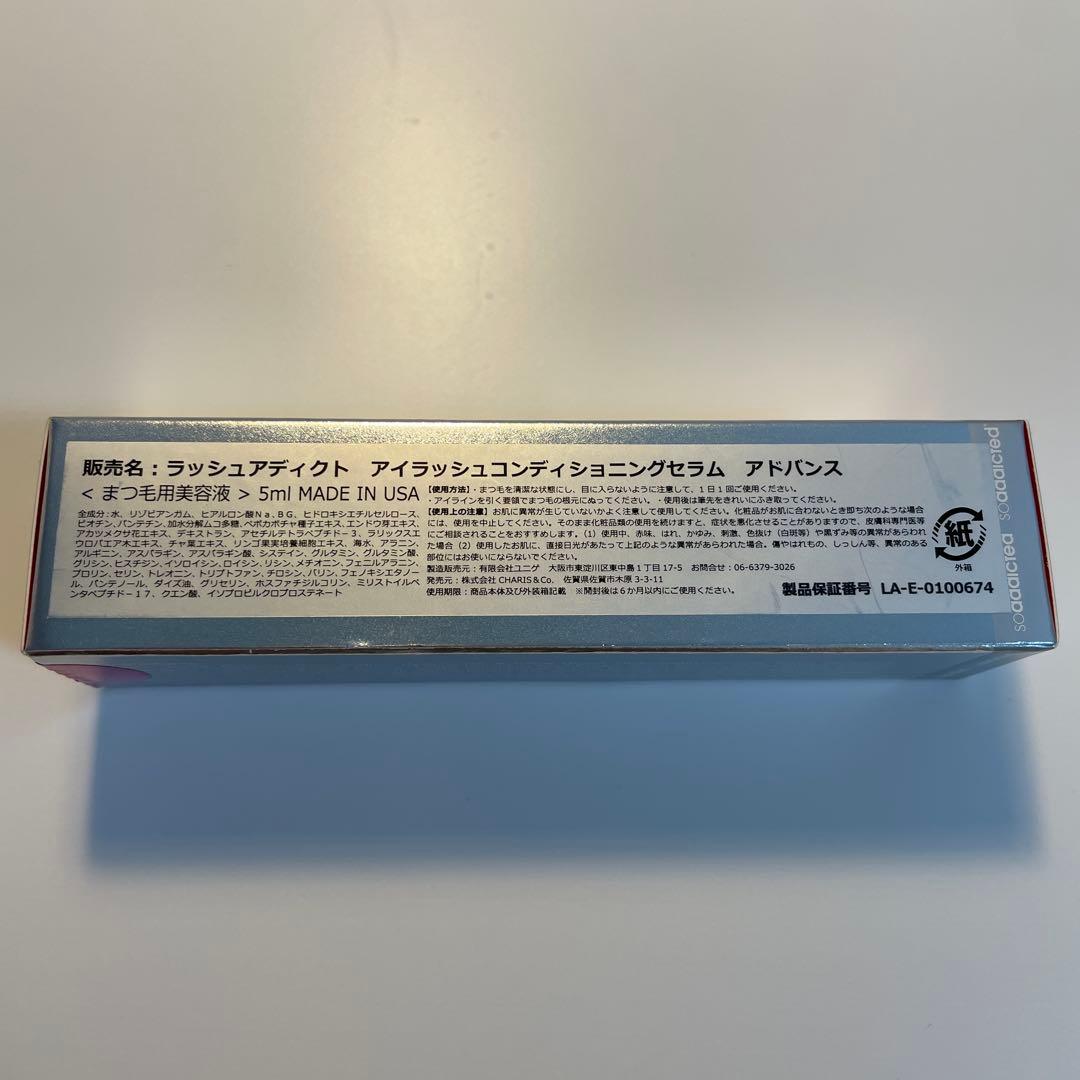 販売名：ラッシュアディクト　アイラッシュコンディショニングセラム　アドバンス
< まつ毛用美容液 > 5ml MADE IN USA
全成分：水、リゾビアンガム、ヒアルロン酸Na、BG、ヒドロキシエチルセルロース、
ビオチン、パンテチン、加水分解ムコ多糖、ペポカボチャ種子エキス、エンドウ芽エキス、
アカツメクサ花エキス、デキストラン、アセチルテトラペプチド-3、ラリックスエ
ウロパエア木エキス、チャ葉エキス、リンゴ果実培養細胞エキス、海水、アラニン、
アルギニン、アスパラギン、アスパラギン酸、システイン、グルタミン、グルタミン酸、
グリシン、ヒスチジン、イソロイシン、ロイシン、リシン、メチオニン、フェニルアラニン、
プロリン、セリン、トレオニン、トリプトファン、チロシン、バリン、フェノキシエタノー
ル、パンテノール、ダイズ油、グリセリン、ホスファチジルコリン、ミリストイルペ
ンタペプチド-17、クエン酸、イソプロピルクロプロステネート
【使用方法】・まつ毛を清潔な状態にし、目に入らないように注意して、1日1回ご使用ください。
・アイラインを引く要領でまつ毛の根元にぬってください。・使用後は筆先をきれいにふき取ってください。
【使用上の注意】お肌に異常が生じていないかよく注意して使用してください。化粧品がお肌に合わないとき即ち次のような場合
には、使用を中止してください。そのまま化粧品類の使用を続けますと、症状を悪化させることがありますので、皮膚科専門医等
にご相談されることをおすすめします。（1）使用中、赤味、はれ、かゆみ、刺激、色抜け（白斑等）や黒ずみ等の異常があらわれ
た場合（2）使用したお肌に、直接日光があたって上記のような異常があらわれた場合。傷やはれもの、しっしん等、異常のある
部位にはお使いにならないでください。
製造販売元：有限会社ユニゲ　大阪市東淀川区東中島1丁目17-5　お問合せ：06-6379-3026
発売元：株式会社 CHARIS&Co.　佐賀県佐賀市木原 3-3-11
使用期限：商品本体及び外装箱記載　※開封後は6か月以内にご使用ください。
紙
外箱
製品保証番号 LA-E-0100674
soaddicted soaddicted